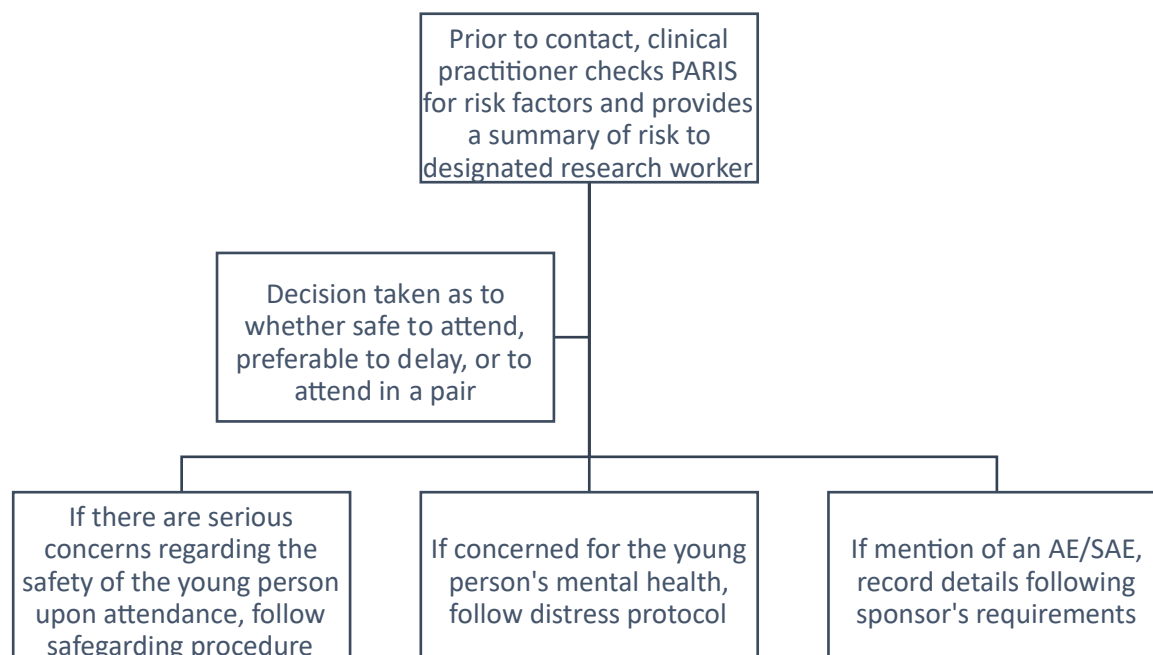 Prior to contact, clinical
practitioner checks PARIS
for risk factors and provides
a summary of risk to
designated research worker
Decision taken as to
whether safe to attend,
preferable to delay, or to
attend in a pair
If there are serious
concerns regarding the
safety of the young person
upon attendance, follow
safegarding procedure
If concerned for the young
person's mental health,
follow distress protocol
If mention of an AE/SAE,
record details following
sponsor's requirements